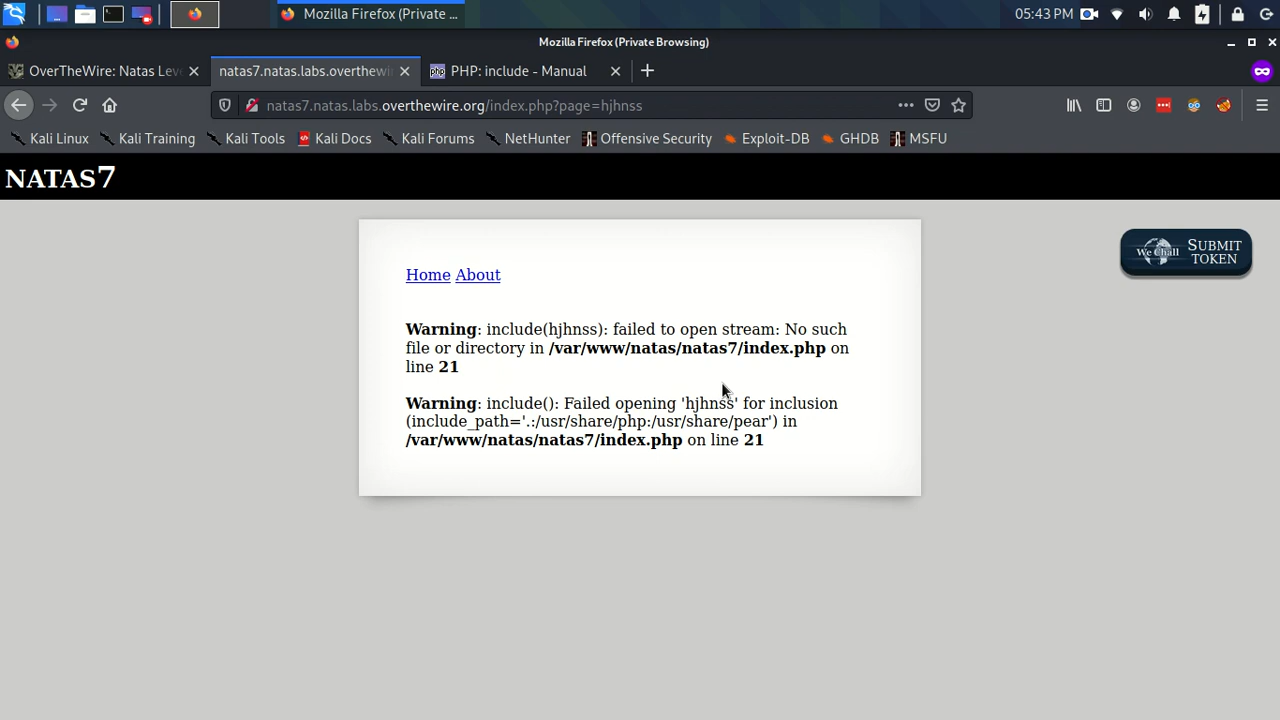 Mozilla Firefox (Private ...
05:43 PM
Mozilla Firefox (Private Browsing)
OverTheWire: Natas Lev
natas7.natas.labs.overthewi
PHP: include - Manual
natas7.natas.labs.overthewire.org/index.php?page=hjhnss
Kali Linux
Kali Training
Kali Tools
Kali Docs
Kali Forums
NetHunter
Offensive Security
Exploit-DB
GHDB
MSFU
NATAS7
We Chall
SUBMIT
TOKEN
Home About
Warning: include(hjhnss): failed to open stream: No such
file or directory in /var/www/natas/natas7/index.php on
line 21
Warning: include(): Failed opening 'hjhnss' for inclusion
(include_path='.:/usr/share/php:/usr/share/pear') in
/var/www/natas/natas7/index.php on line 21